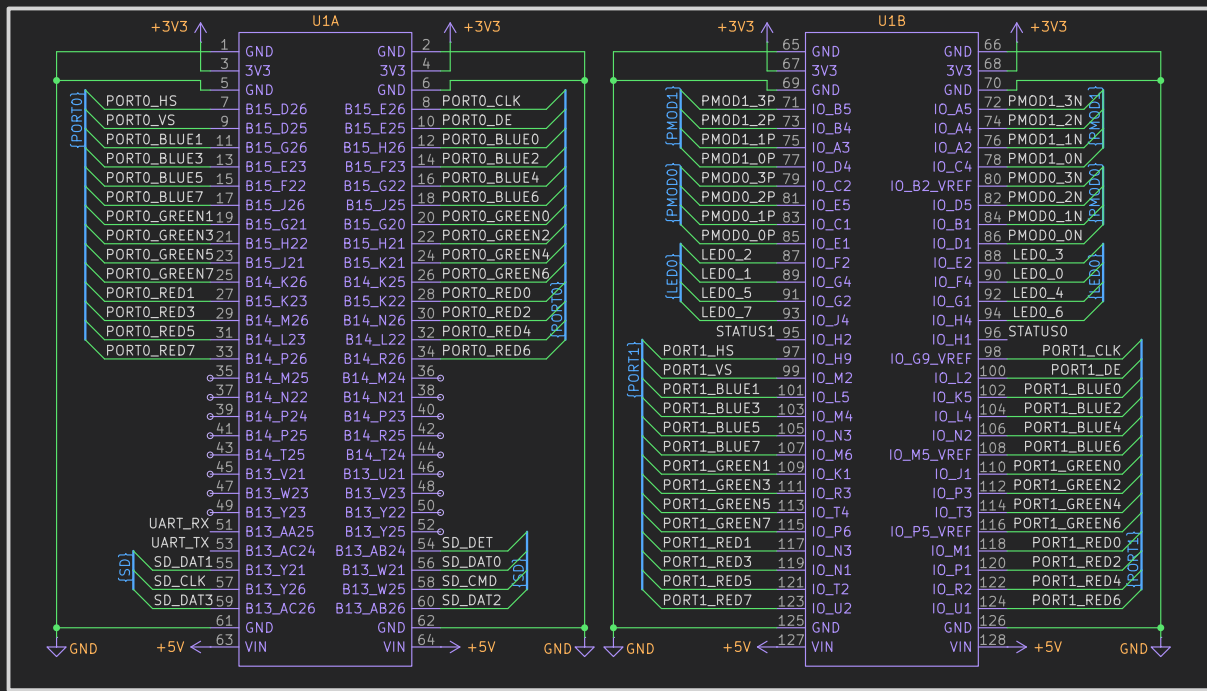 U1A U1B
+3V3 +3V3 +3V3 +3V3
1 GND GND 2 65 GND GND 66
3 3V3 3V3 4 67 3V3 3V3 68
5 GND GND 6 69 GND GND 70
PORT0_HS 7 B15_D26 B15_E26 8 PORT0_CLK PMOD1_3P 71 IO_B5 IO_A5 72 PMOD1_3N
PORT0_VS 9 B15_D25 B15_E25 10 PORT0_DE PMOD1_2P 73 IO_B4 IO_A4 74 PMOD1_2N
{PORT0} {PMOD1} {PMOD1}
PORT0_BLUE1 11 B15_G26 B15_H26 12 PORT0_BLUE0 PMOD1_1P 75 IO_A3 IO_A2 76 PMOD1_1N
PORT0_BLUE3 13 B15_E23 B15_F23 14 PORT0_BLUE2 PMOD1_0P 77 IO_D4 IO_C4 78 PMOD1_0N
PORT0_BLUE5 15 B15_F22 B15_G22 16 PORT0_BLUE4 PMOD0_3P 79 IO_C2 IO_B2_VREF 80 PMOD0_3N
{PMOD0} {PMOD0}
PORT0_BLUE7 17 B15_J26 B15_J25 18 PORT0_BLUE6 PMOD0_2P 81 IO_E5 IO_D5 82 PMOD0_2N
PORT0_GREEN1 19 B15_G21 B15_G20 20 PORT0_GREEN0 PMOD0_1P 83 IO_C1 IO_B1 84 PMOD0_1N
PORT0_GREEN3 21 B15_H22 B15_H21 22 PORT0_GREEN2 PMOD0_0P 85 IO_E1 IO_D1 86 PMOD0_0N
PORT0_GREEN5 23 B15_J21 B15_K21 24 PORT0_GREEN4 LED0_2 87 IO_F2 IO_E2 88 LED0_3
{LED0} {LED0}
PORT0_GREEN7 25 B14_K26 B14_K25 26 PORT0_GREEN6 LED0_1 89 IO_G4 IO_F4 90 LED0_0
PORT0_RED1 27 B15_K23 B15_K22 28 PORT0_RED0 LED0_5 91 IO_G2 IO_G1 92 LED0_4
{PORT0}
PORT0_RED3 29 B14_M26 B14_N26 30 PORT0_RED2 LED0_7 93 IO_J4 IO_H4 94 LED0_6
PORT0_RED5 31 B14_L23 B14_L22 32 PORT0_RED4 STATUS1 95 IO_H2 IO_H1 96 STATUS0
PORT0_RED7 33 B14_P26 B14_R26 34 PORT0_RED6 PORT1_HS 97 IO_H9 IO_G9_VREF 98 PORT1_CLK
{PORT1}
35 B14_M25 B14_M24 36 PORT1_VS 99 IO_M2 IO_L2 100 PORT1_DE
37 B14_N22 B14_N21 38 PORT1_BLUE1 101 IO_L5 IO_K5 102 PORT1_BLUE0
39 B14_P24 B14_P23 40 PORT1_BLUE3 103 IO_M4 IO_L4 104 PORT1_BLUE2
41 B14_P25 B14_R25 42 PORT1_BLUE5 105 IO_N3 IO_N2 106 PORT1_BLUE4
43 B14_T25 B14_T24 44 PORT1_BLUE7 107 IO_M6 IO_M5_VREF 108 PORT1_BLUE6
45 B13_V21 B13_U21 46 PORT1_GREEN1 109 IO_K1 IO_J1 110 PORT1_GREEN0
47 B13_W23 B13_V23 48 PORT1_GREEN3 111 IO_R3 IO_P3 112 PORT1_GREEN2
49 B13_Y23 B13_Y22 50 PORT1_GREEN5 113 IO_T4 IO_T3 114 PORT1_GREEN4
UART_RX 51 B13_AA25 B13_Y25 52 PORT1_GREEN7 115 IO_P6 IO_P5_VREF 116 PORT1_GREEN6
UART_TX 53 B13_AC24 B13_AB24 54 SD_DET PORT1_RED1 117 IO_N3 IO_M1 118 PORT1_RED0
{SD} {SD} {PORT1}
SD_DAT1 55 B13_Y21 B13_W21 56 SD_DAT0 PORT1_RED3 119 IO_N1 IO_P1 120 PORT1_RED2
SD_CLK 57 B13_Y26 B13_W25 58 SD_CMD PORT1_RED5 121 IO_T2 IO_R2 122 PORT1_RED4
SD_DAT3 59 B13_AC26 B13_AB26 60 SD_DAT2 PORT1_RED7 123 IO_U2 IO_U1 124 PORT1_RED6
61 GND GND 62 125 GND GND 126
GND +5V 63 VIN VIN 64 +5V GND GND +5V 127 VIN VIN 128 +5V GND